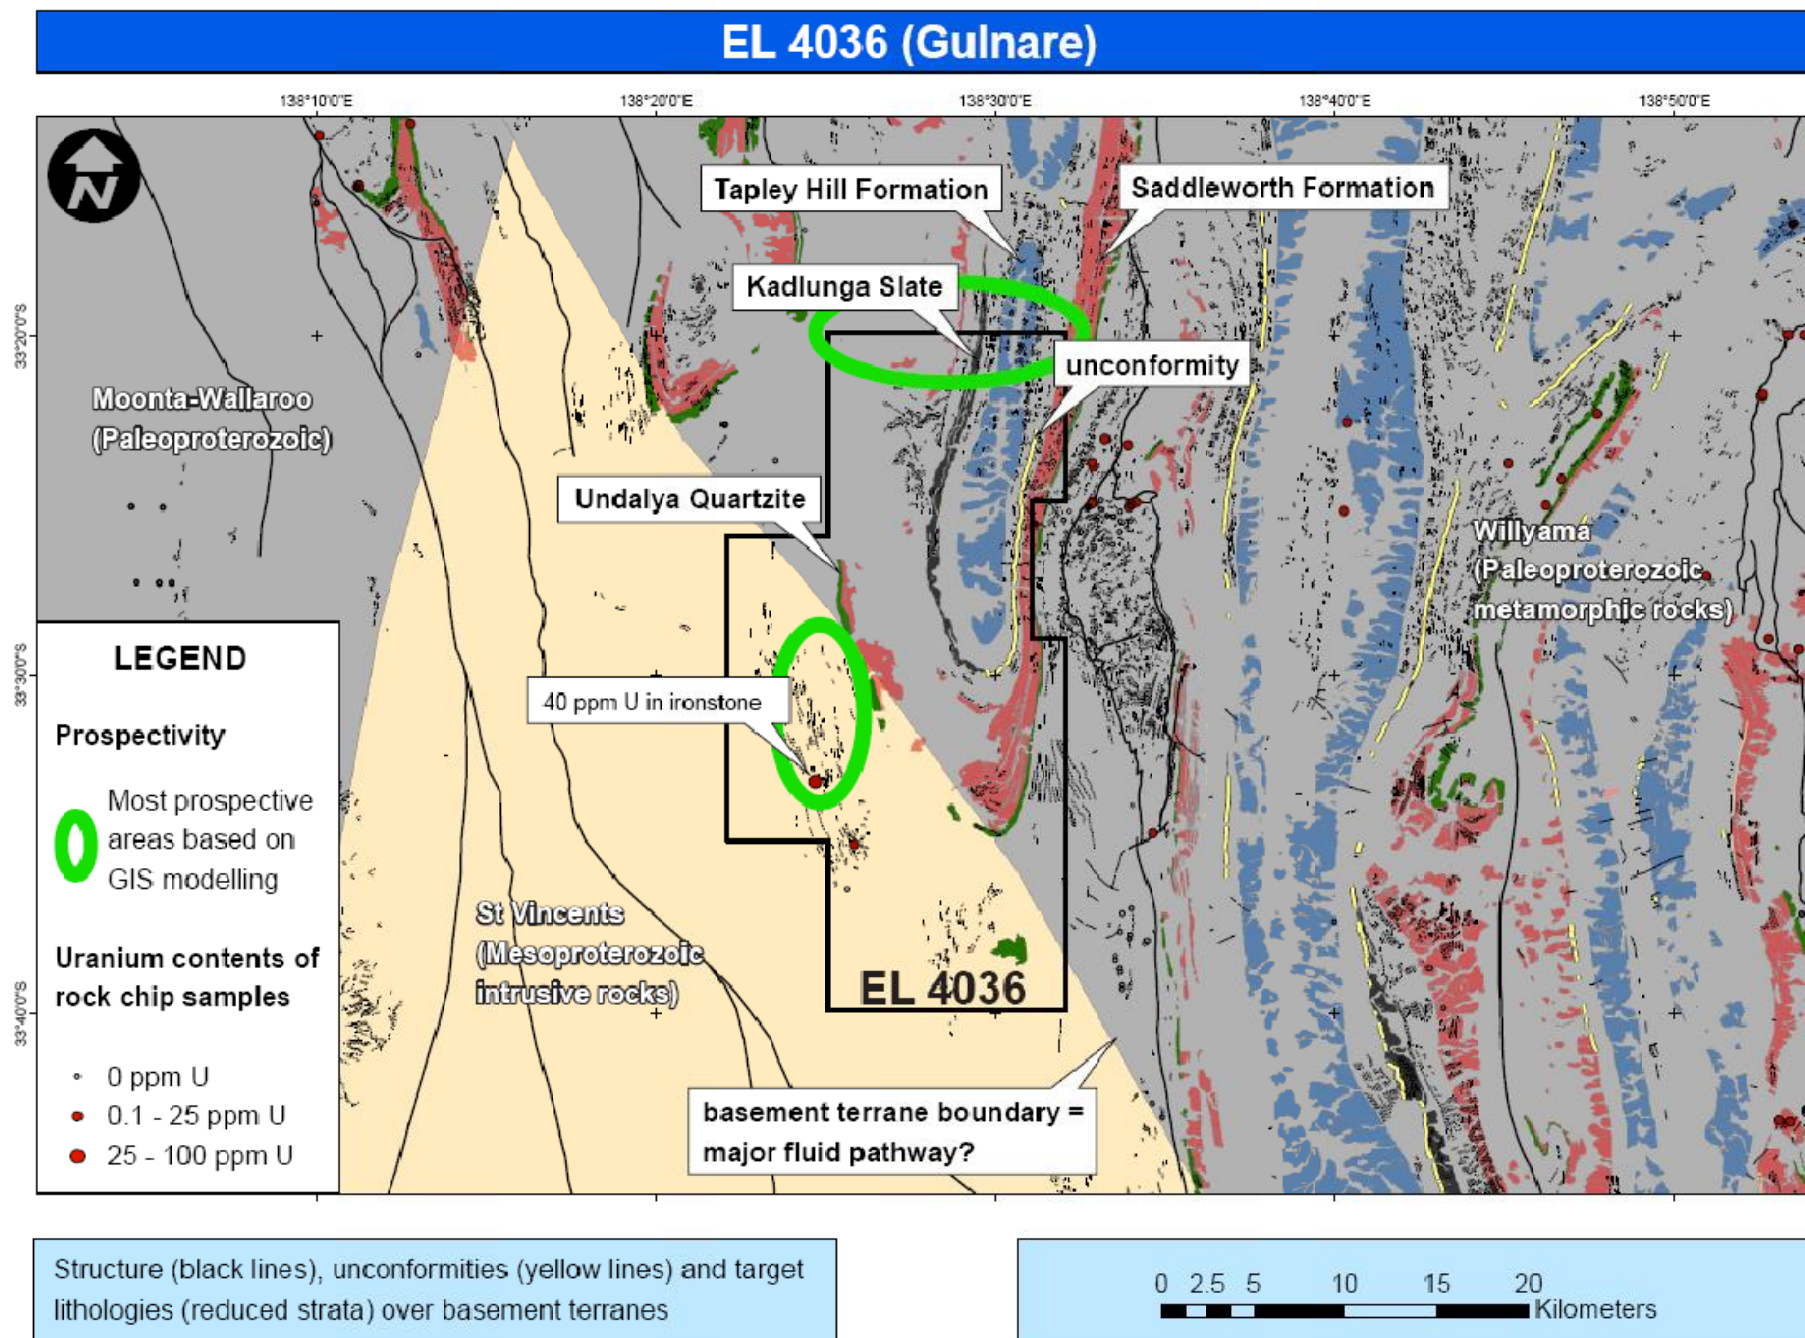 EL 4036 (Gulnare)
138°10'0"E
138°20'0"E
138°30'0"E
138°40'0"E
138°50'0"E
N
Tapley Hill Formation
Saddleworth Formation
Kadlunga Slate
33°20'0"S
unconformity
Moonta-Wallaroo
(Paleoproterozoic)
Undalya Quartzite
Willyama
(Paleoproterozoic
metamorphic rocks)
33°30'0"S
40 ppm U in ironstone
LEGEND
Prospectivity
Most prospective
areas based on
GIS modelling
Uranium contents of
rock chip samples
0 ppm U
0.1 - 25 ppm U
25 - 100 ppm U
St Vincents
(Mesoproterozoic
intrusive rocks)
EL 4036
33°40'0"S
basement terrane boundary =
major fluid pathway?
Structure (black lines), unconformities (yellow lines) and target
lithologies (reduced strata) over basement terranes
0 2.5 5 10 15 20
Kilometers